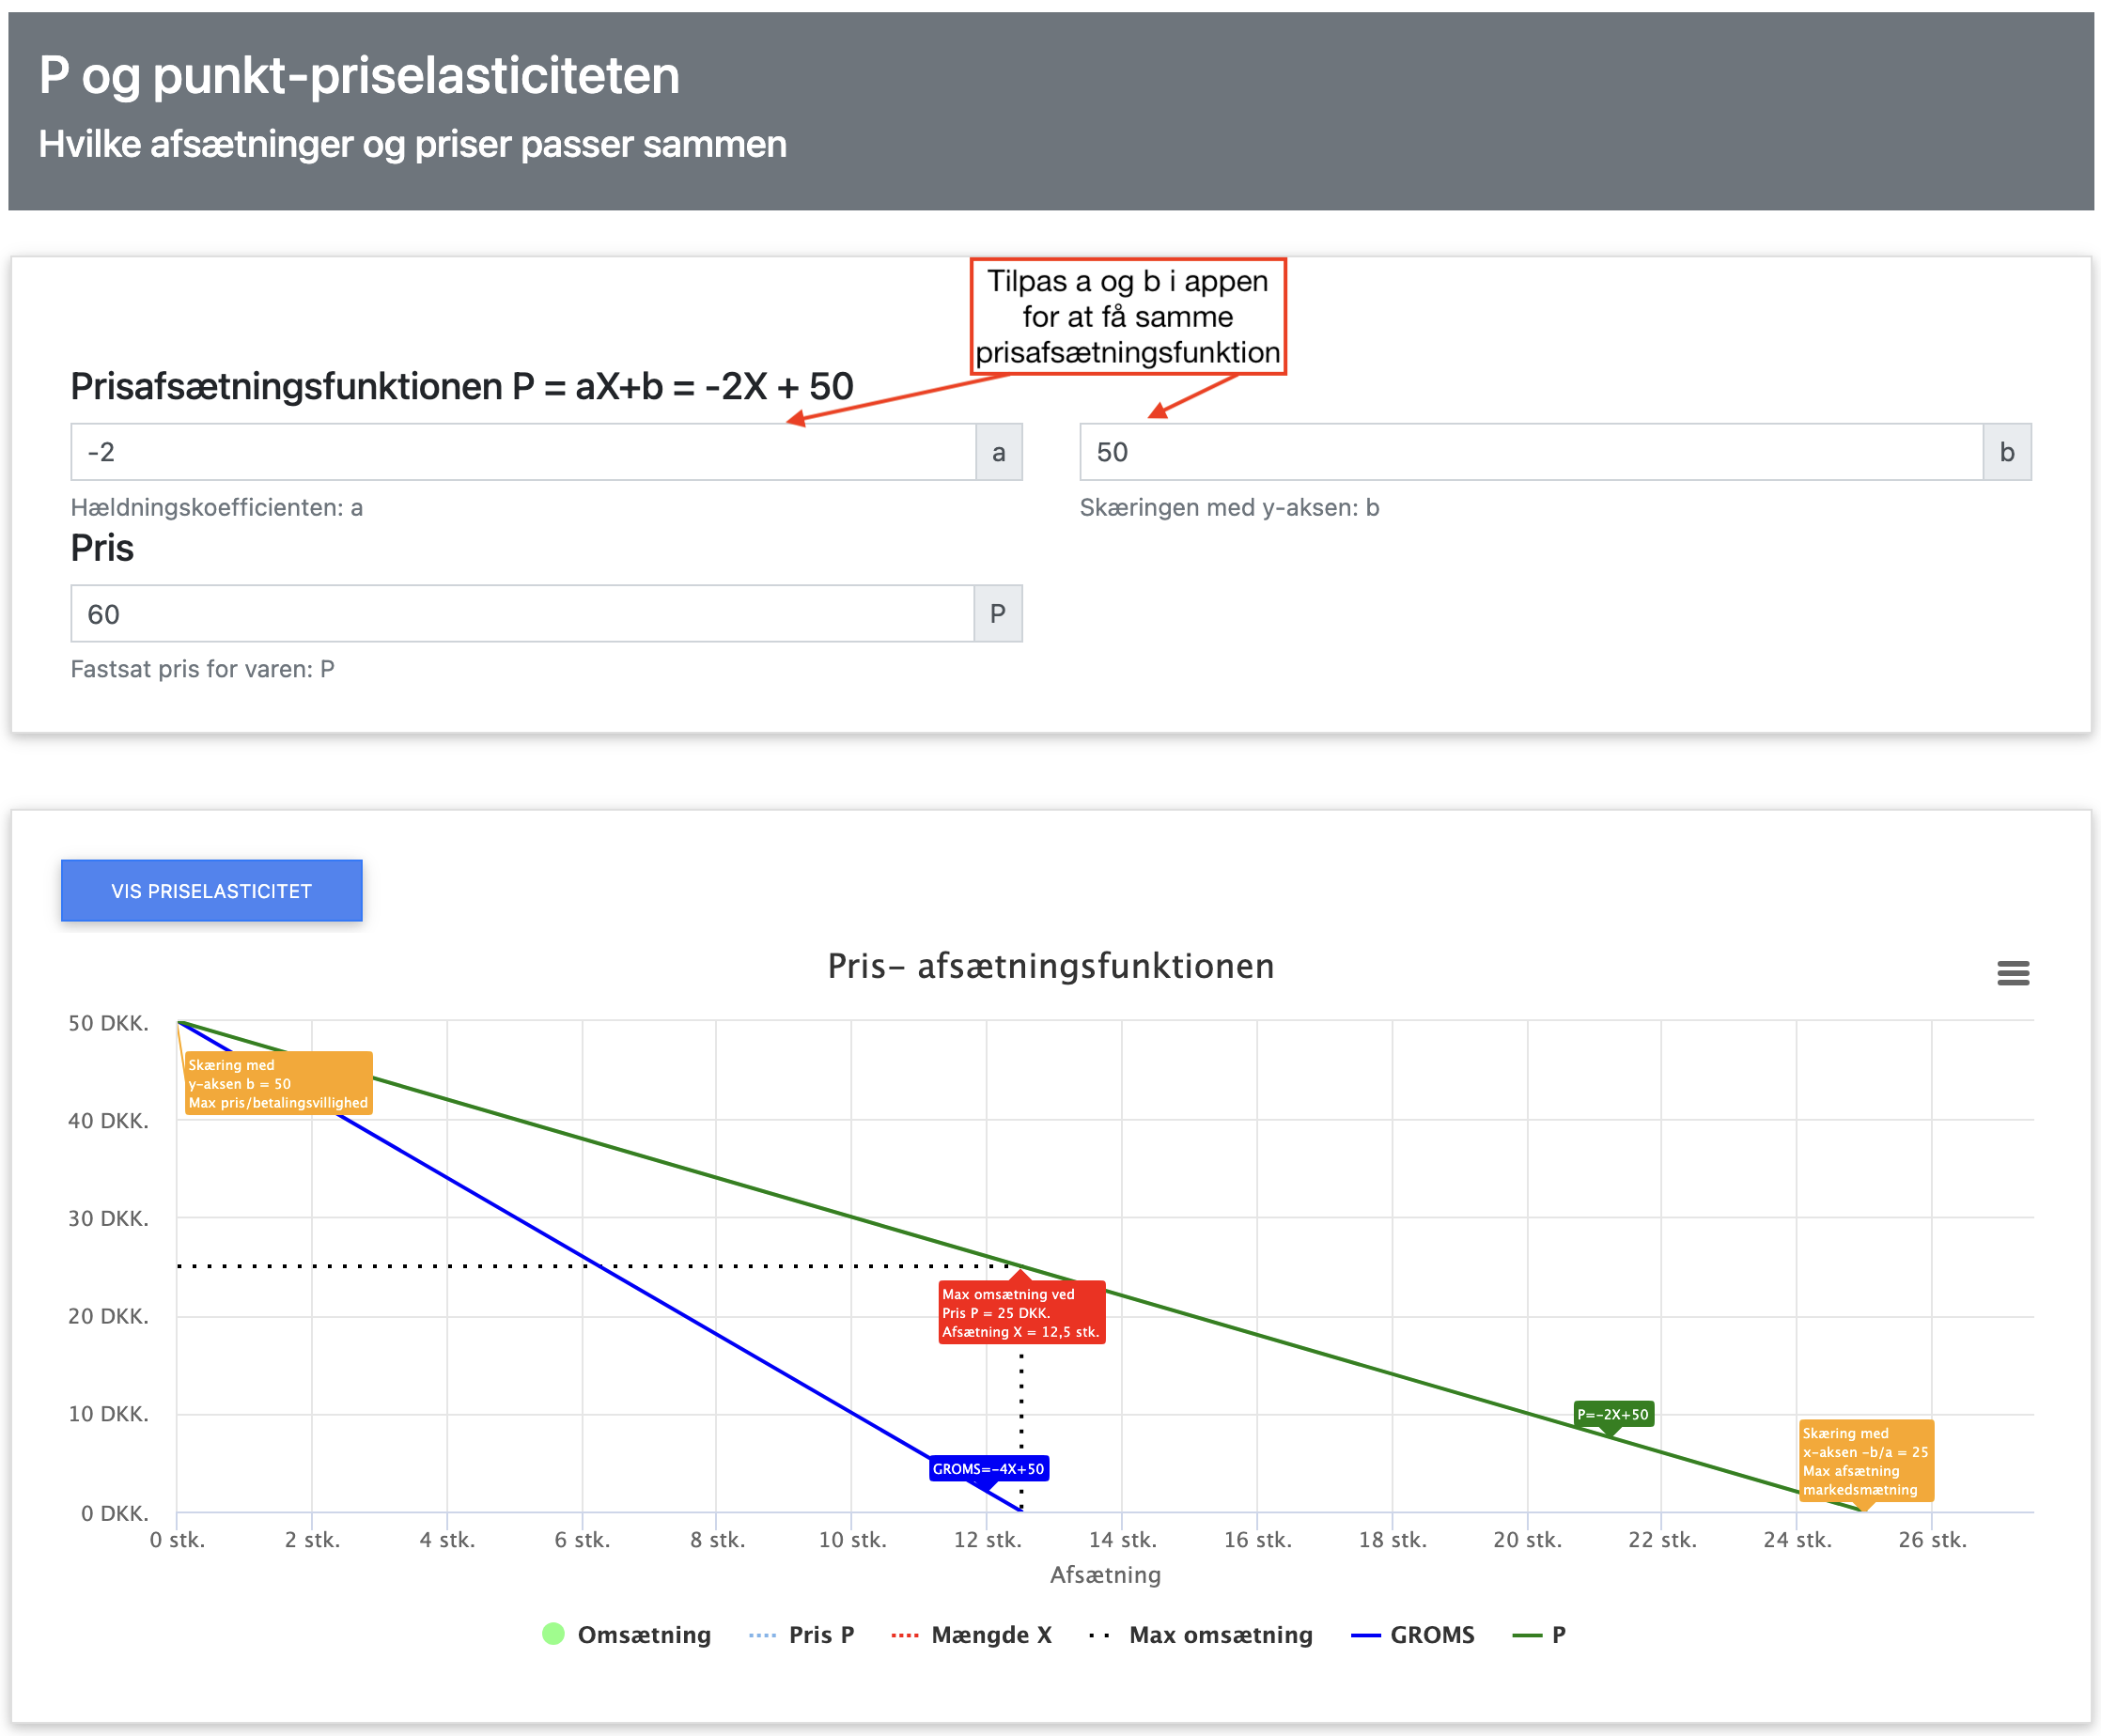 P og punkt-priselasticiteten
Hvilke afsætninger og priser passer sammen
Tilpas a og b i appen
for at få samme
prisafsætningsfunktion
Prisafsætningsfunktionen P = aX+b = -2X + 50
-2 a
50 b
Hældningskoefficienten: a
Skæringen med y-aksen: b
Pris
60 P
Fastsat pris for varen: P
VIS PRISELASTICITET
Pris- afsætningsfunktionen
50 DKK.
40 DKK.
30 DKK.
20 DKK.
10 DKK.
0 DKK.
Skæring med
y-aksen b = 50
Max pris/betalingsvillighed
Max omsætning ved
Pris P = 25 DKK.
Afsætning X = 12,5 stk.
GROMS=-4X+50
P=-2X+50
Skæring med
x-aksen -b/a = 25
Max afsætning
markedsmætning
0 stk. 2 stk. 4 stk. 6 stk. 8 stk. 10 stk. 12 stk. 14 stk. 16 stk. 18 stk. 20 stk. 22 stk. 24 stk. 26 stk.
Afsætning
Omsætning Pris P Mængde X Max omsætning GROMS P